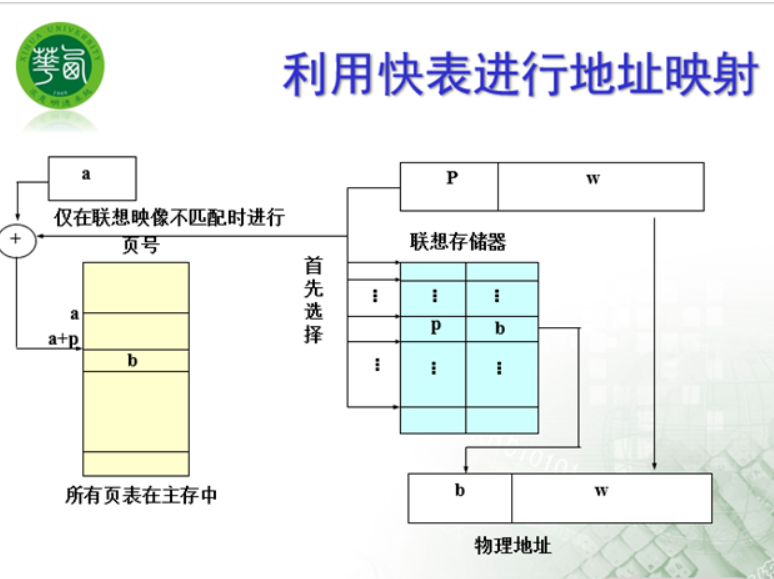 XIHUA UNIVERSITY
利用快表进行地址映射
a
P
w
仅在联想映像不匹配时进行
+
页号
联想存储器
首先选择
a
p
b
a+p
b
所有页表在主存中
b
w
物理地址